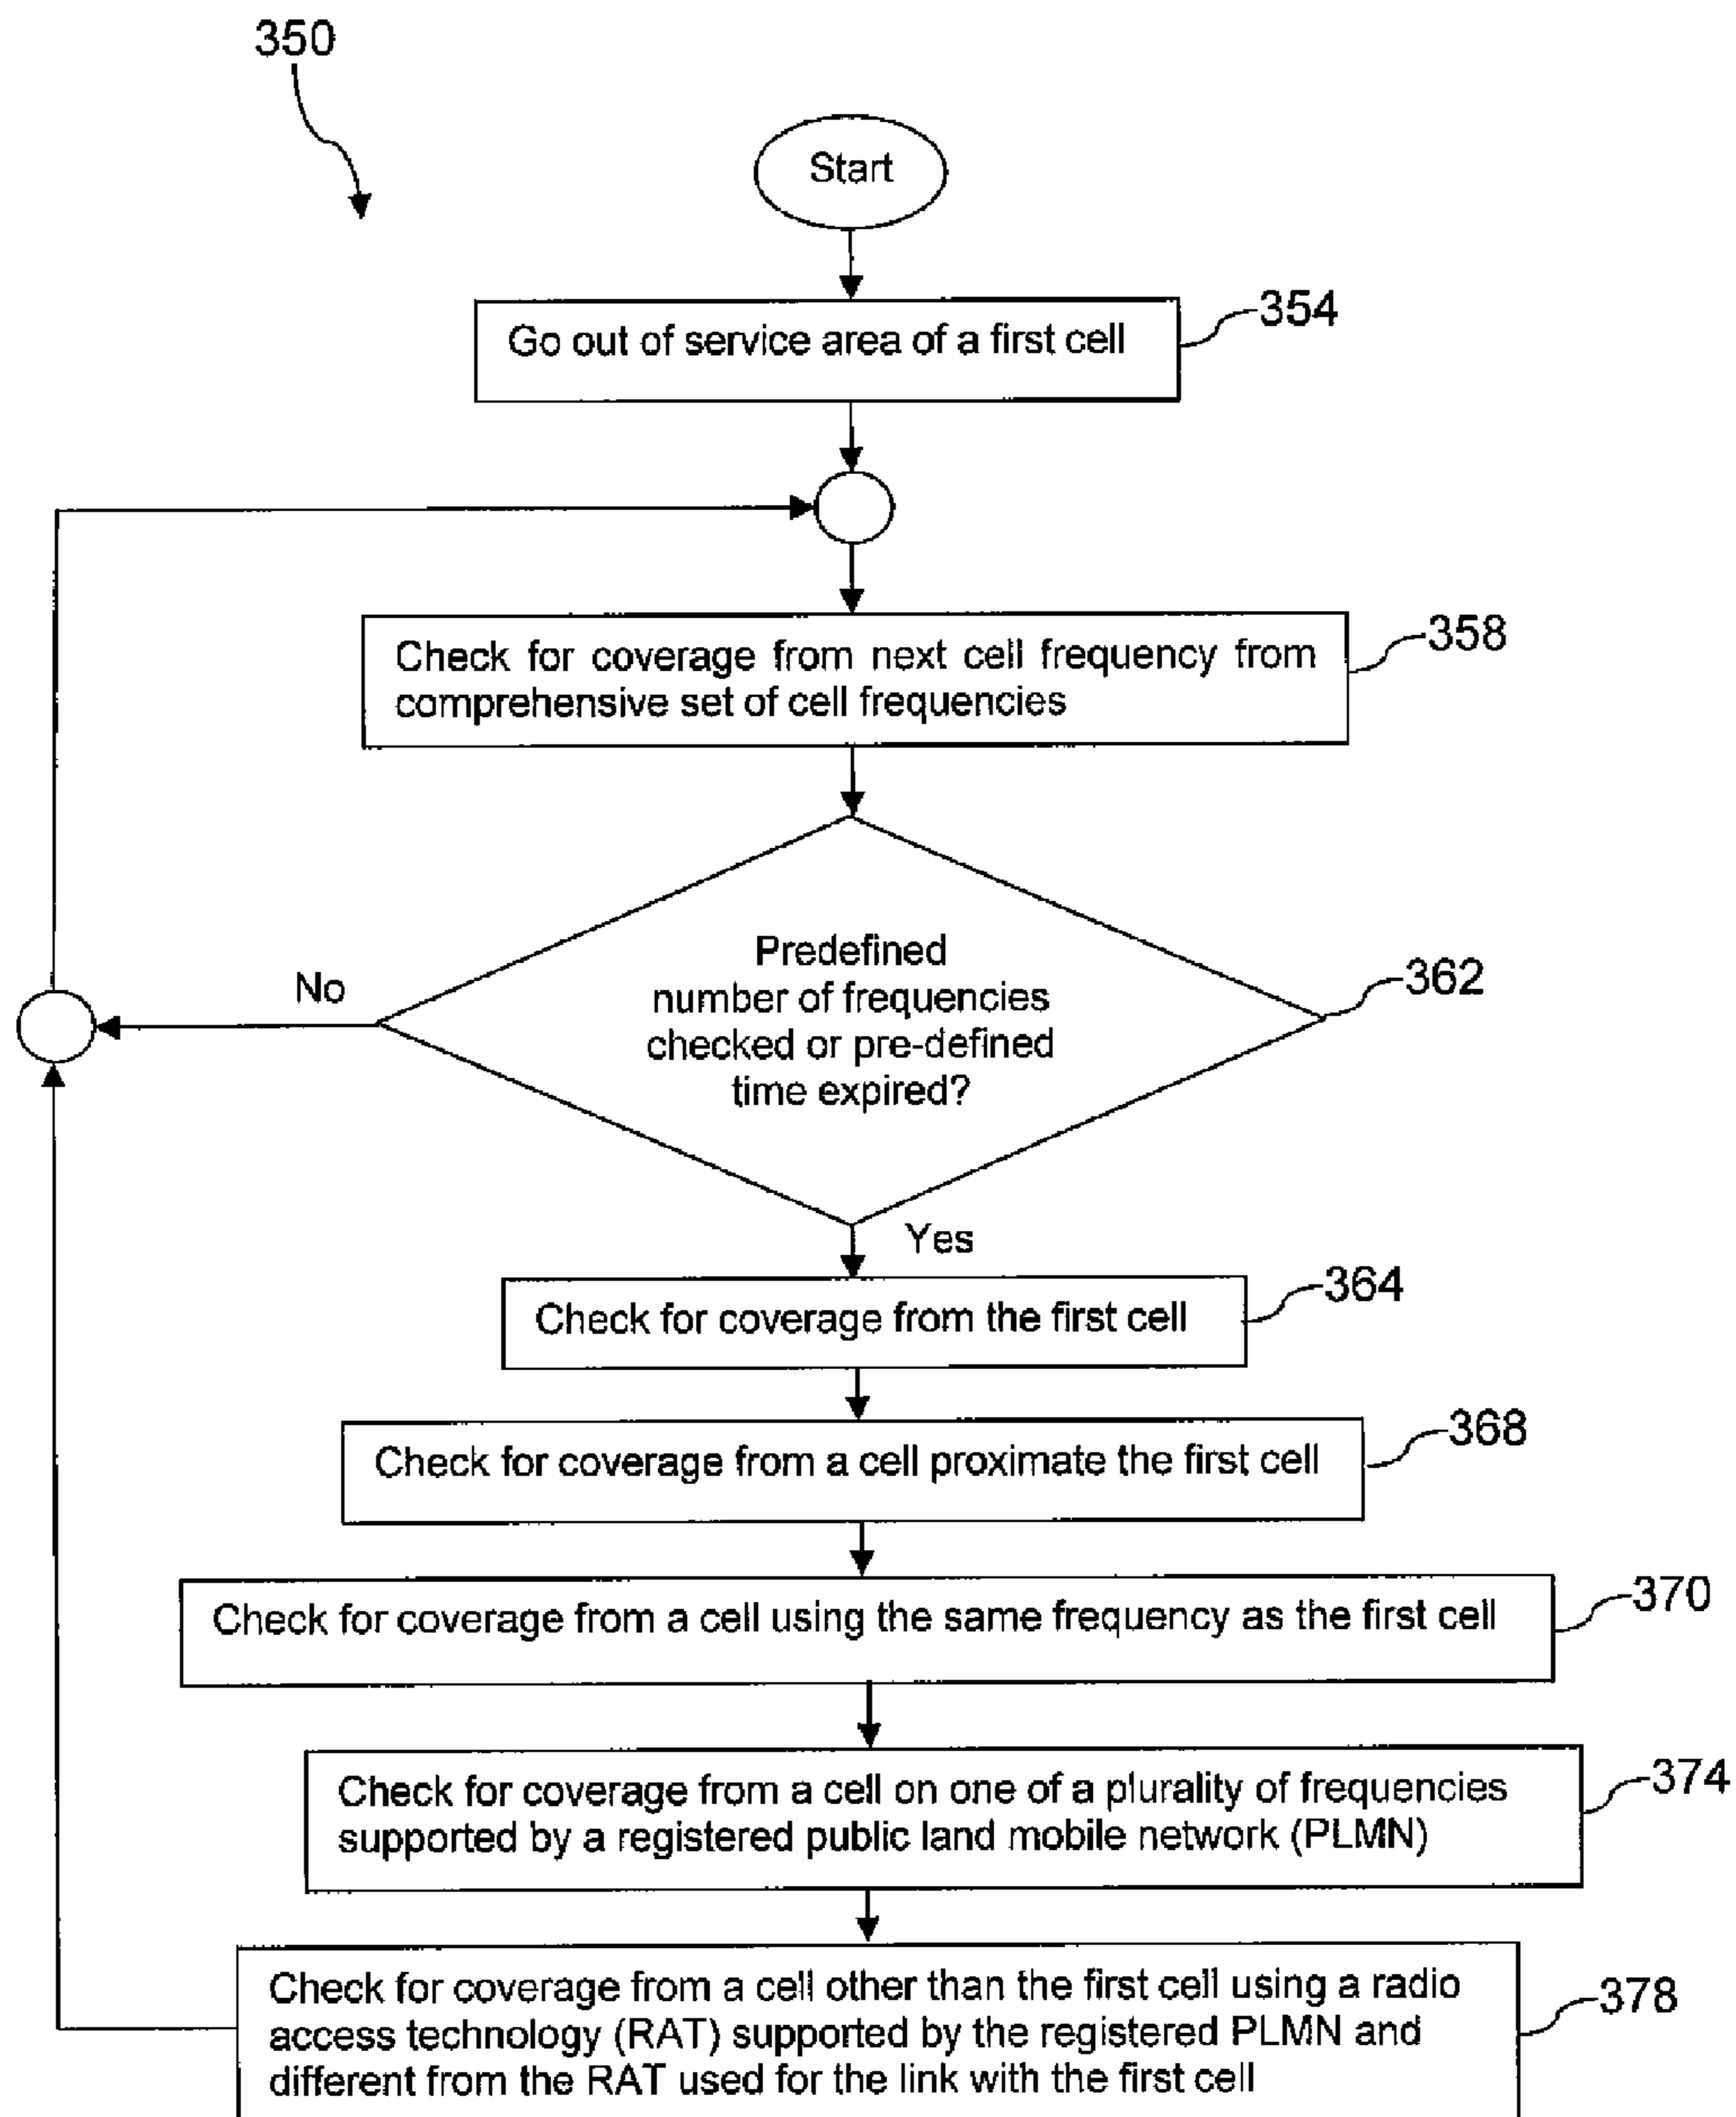 350
Start
Go out of service area of a first cell
354
Check for coverage from next cell frequency from
comprehensive set of cell frequencies
358
Predefined
number of frequencies
checked or pre-defined
time expired?
362
No
Yes
Check for coverage from the first cell
364
Check for coverage from a cell proximate the first cell
368
Check for coverage from a cell using the same frequency as the first cell
370
Check for coverage from a cell on one of a plurality of frequencies
supported by a registered public land mobile network (PLMN)
374
Check for coverage from a cell other than the first cell using a radio
access technology (RAT) supported by the registered PLMN and
different from the RAT used for the link with the first cell
378